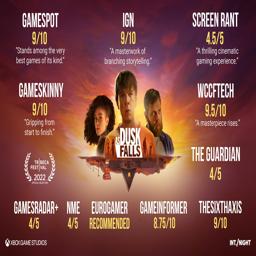 GAMESPOT
9/10
"Stands among the very
best games of its kind."
IGN
9/10
"A masterwork of
branching storytelling."
SCREEN RANT
4.5/5
"A thrilling cinematic
gaming experience."
GAMESKINNY
9/10
"Gripping from
start to finish."
WCCFTECH
9.5/10
"A masterpiece rises."
AS
DUSK
FALLS
TRIBECA
FESTIVAL
2022
THE GUARDIAN
4/5
GAMESRADAR+
4/5
NME
4/5
EUROGAMER
RECOMMENDED
GAMEINFORMER
8.75/10
THESIXTHAXIS
9/10
XBOX GAME STUDIOS
INT./NIGHT